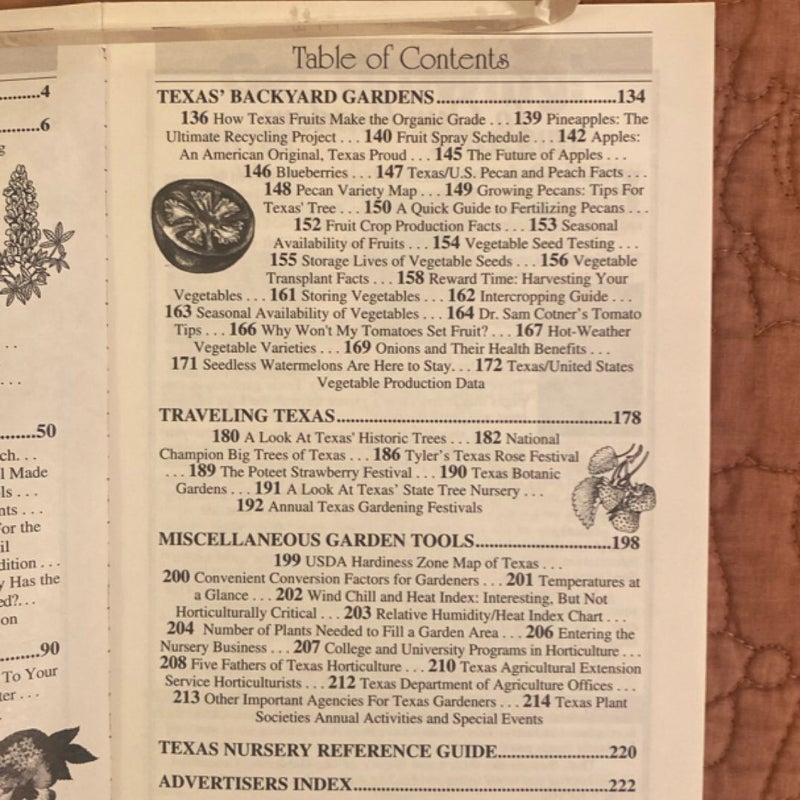 ...4
...6
g
. .
. . .
...50
ch. . .
l Made
ls . . .
nts . . .
For the
il
dition . . .
y Has the
ed?. . .
on
...90
To Your
ter . . .
Table of Contents
TEXAS' BACKYARD GARDENS...134
136 How Texas Fruits Make the Organic Grade . . . 139 Pineapples: The
Ultimate Recycling Project . . . 140 Fruit Spray Schedule . . . 142 Apples:
An American Original, Texas Proud . . . 145 The Future of Apples . . .
146 Blueberries . . . 147 Texas/U.S. Pecan and Peach Facts . . .
148 Pecan Variety Map . . . 149 Growing Pecans: Tips For
Texas' Tree . . . 150 A Quick Guide to Fertilizing Pecans . . .
152 Fruit Crop Production Facts . . . 153 Seasonal
Availability of Fruits . . . 154 Vegetable Seed Testing . . .
155 Storage Lives of Vegetable Seeds . . . 156 Vegetable
Transplant Facts . . . 158 Reward Time: Harvesting Your
Vegetables . . . 161 Storing Vegetables . . . 162 Intercropping Guide . . .
163 Seasonal Availability of Vegetables . . . 164 Dr. Sam Cotner's Tomato
Tips . . . 166 Why Won't My Tomatoes Set Fruit? . . . 167 Hot-Weather
Vegetable Varieties . . . 169 Onions and Their Health Benefits . . .
171 Seedless Watermelons Are Here to Stay. . . 172 Texas/United States
Vegetable Production Data
TRAVELING TEXAS...178
180 A Look At Texas' Historic Trees . . . 182 National
Champion Big Trees of Texas . . . 186 Tyler's Texas Rose Festival
. . . 189 The Poteet Strawberry Festival . . . 190 Texas Botanic
Gardens . . . 191 A Look At Texas' State Tree Nursery . . .
192 Annual Texas Gardening Festivals
MISCELLANEOUS GARDEN TOOLS...198
199 USDA Hardiness Zone Map of Texas . . .
200 Convenient Conversion Factors for Gardeners . . . 201 Temperatures at
a Glance . . . 202 Wind Chill and Heat Index: Interesting, But Not
Horticulturally Critical . . . 203 Relative Humidity/Heat Index Chart . . .
204 Number of Plants Needed to Fill a Garden Area . . . 206 Entering the
Nursery Business . . . 207 College and University Programs in Horticulture . . .
208 Five Fathers of Texas Horticulture . . . 210 Texas Agricultural Extension
Service Horticulturists . . . 212 Texas Department of Agriculture Offices . . .
213 Other Important Agencies For Texas Gardeners . . . 214 Texas Plant
Societies Annual Activities and Special Events
TEXAS NURSERY REFERENCE GUIDE...220
ADVERTISERS INDEX...222